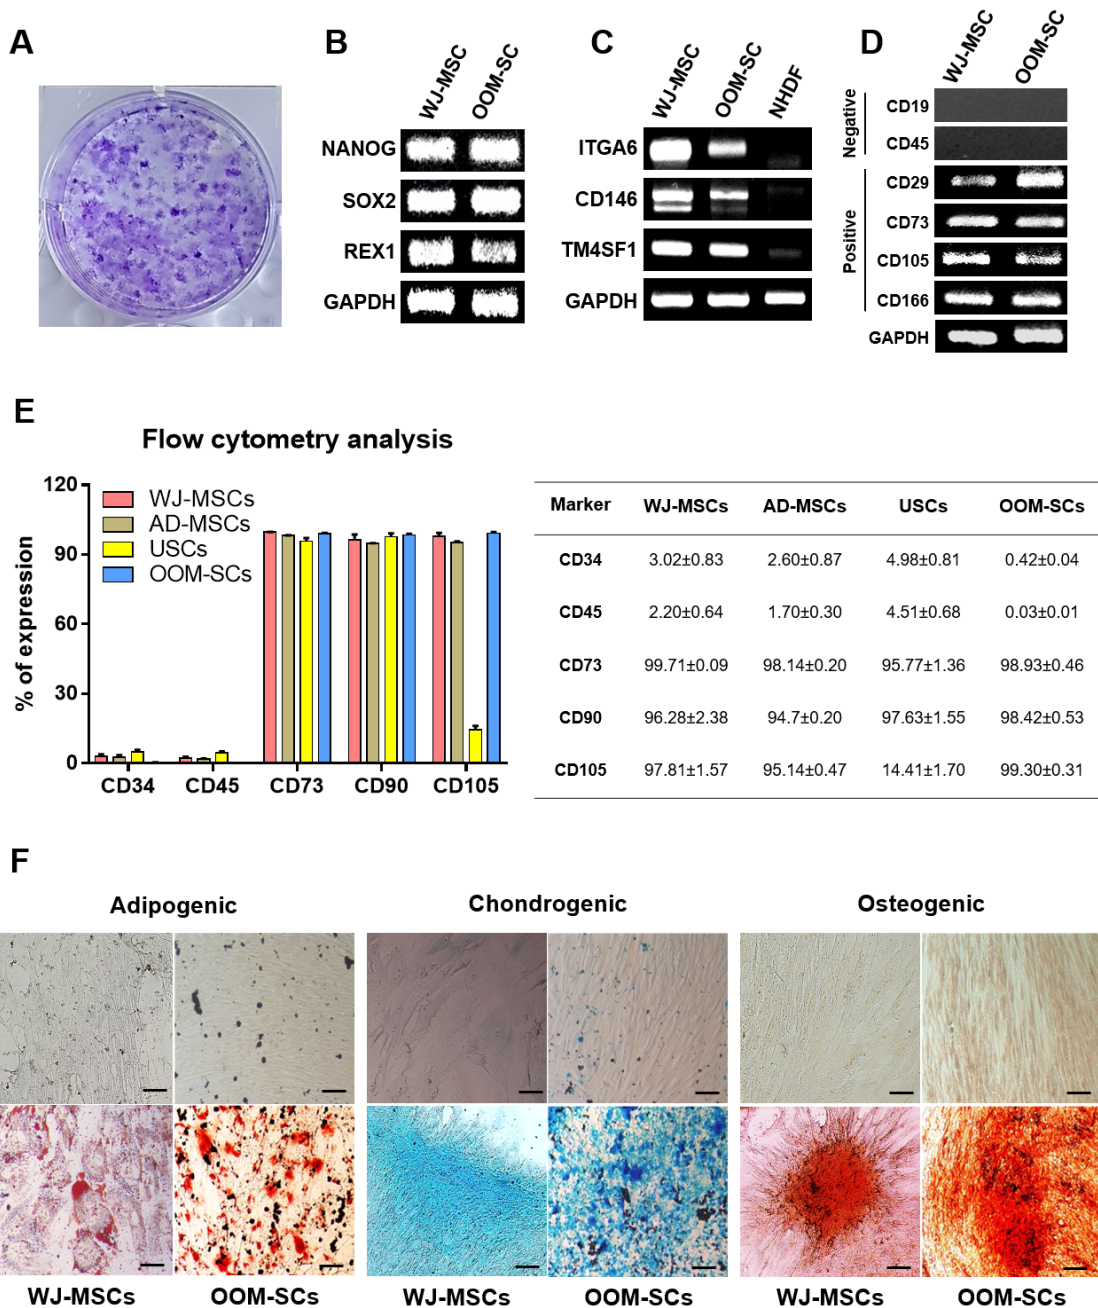 A
B
WJ-MSC
OOM-SC
NANOG
SOX2
REX1
GAPDH
C
WJ-MSC
OOM-SC
NHDF
ITGA6
CD146
TM4SF1
GAPDH
D
WJ-MSC
OOM-SC
Negative
CD19
CD45
Positive
CD29
CD73
CD105
CD166
GAPDH
E
Flow cytometry analysis
% of expression
120
90
60
30
0
WJ-MSCs
AD-MSCs
USCs
OOM-SCs
CD34 CD45 CD73 CD90 CD105
Marker WJ-MSCs AD-MSCs USCs OOM-SCs
CD34 3.02±0.83 2.60±0.87 4.98±0.81 0.42±0.04
CD45 2.20±0.64 1.70±0.30 4.51±0.68 0.03±0.01
CD73 99.71±0.09 98.14±0.20 95.77±1.36 98.93±0.46
CD90 96.28±2.38 94.7±0.20 97.63±1.55 98.42±0.53
CD105 97.81±1.57 95.14±0.47 14.41±1.70 99.30±0.31
F
Adipogenic Chondrogenic Osteogenic
WJ-MSCs OOM-SCs WJ-MSCs OOM-SCs WJ-MSCs OOM-SCs